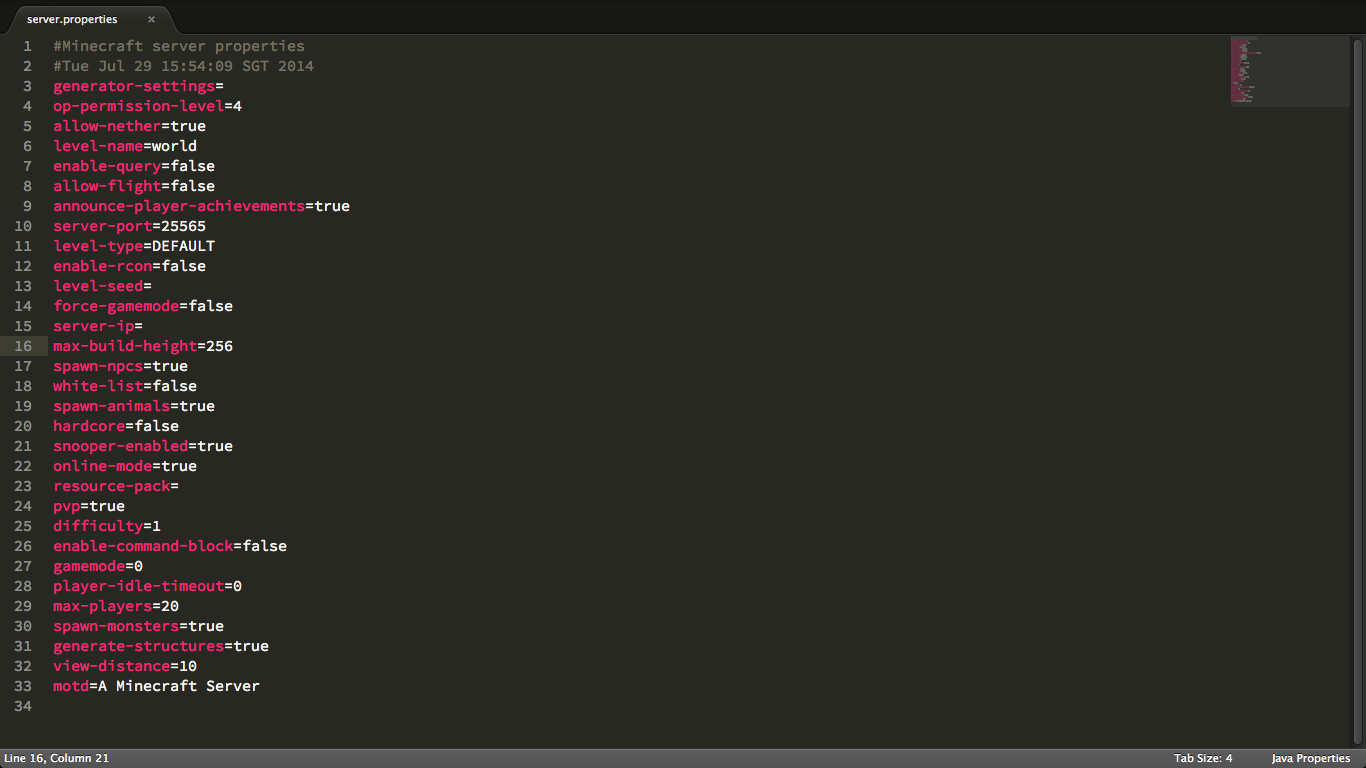 server.properties ×
1 #Minecraft server properties
2 #Tue Jul 29 15:54:09 SGT 2014
3 generator-settings=
4 op-permission-level=4
5 allow-nether=true
6 level-name=world
7 enable-query=false
8 allow-flight=false
9 announce-player-achievements=true
10 server-port=25565
11 level-type=DEFAULT
12 enable-rcon=false
13 level-seed=
14 force-gamemode=false
15 server-ip=
16 max-build-height=256
17 spawn-npcs=true
18 white-list=false
19 spawn-animals=true
20 hardcore=false
21 snooper-enabled=true
22 online-mode=true
23 resource-pack=
24 pvp=true
25 difficulty=1
26 enable-command-block=false
27 gamemode=0
28 player-idle-timeout=0
29 max-players=20
30 spawn-monsters=true
31 generate-structures=true
32 view-distance=10
33 motd=A Minecraft Server
34
Line 16, Column 21 Tab Size: 4 Java Properties